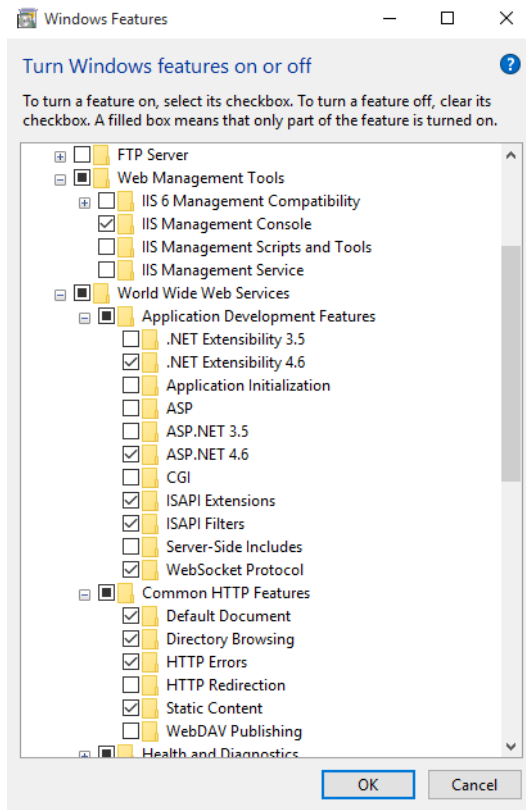 Windows Features
Turn Windows features on or off
To turn a feature on, select its checkbox. To turn a feature off, clear its
checkbox. A filled box means that only part of the feature is turned on.
FTP Server
Web Management Tools
IIS 6 Management Compatibility
IIS Management Console
IIS Management Scripts and Tools
IIS Management Service
World Wide Web Services
Application Development Features
.NET Extensibility 3.5
.NET Extensibility 4.6
Application Initialization
ASP
ASP.NET 3.5
ASP.NET 4.6
CGI
ISAPI Extensions
ISAPI Filters
Server-Side Includes
WebSocket Protocol
Common HTTP Features
Default Document
Directory Browsing
HTTP Errors
HTTP Redirection
Static Content
WebDAV Publishing
Health and Diagnostics
OK Cancel